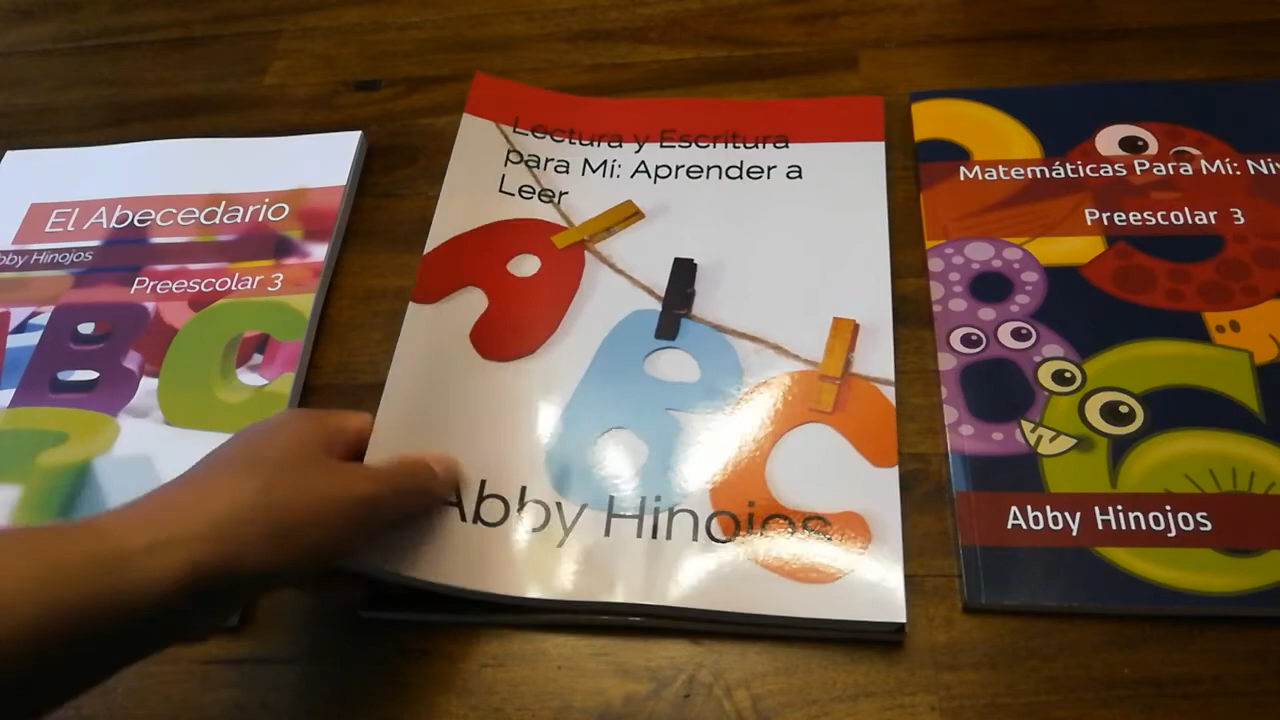 El Abecedario
bby Hinojos
Preescolar 3
Lectura y Escritura
para Mí: Aprender a
Leer
A B C
Abby Hinojos
Matemáticas Para Mí:
Preescolar 3
Abby Hinojos